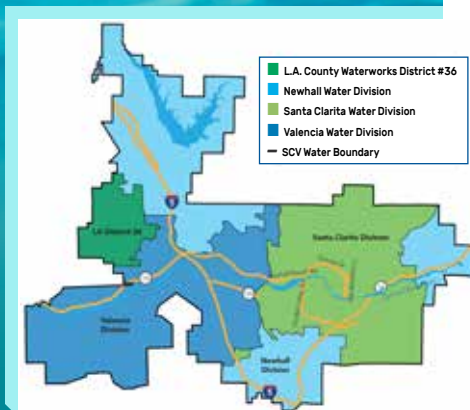 L.A. County Waterworks District #36
Newhall Water Division
Santa Clarita Water Division
Valencia Water Division
SCV Water Boundary
5
LA District 36
Santa Clarita Division
Valencia
Division
Newhall
Division
5